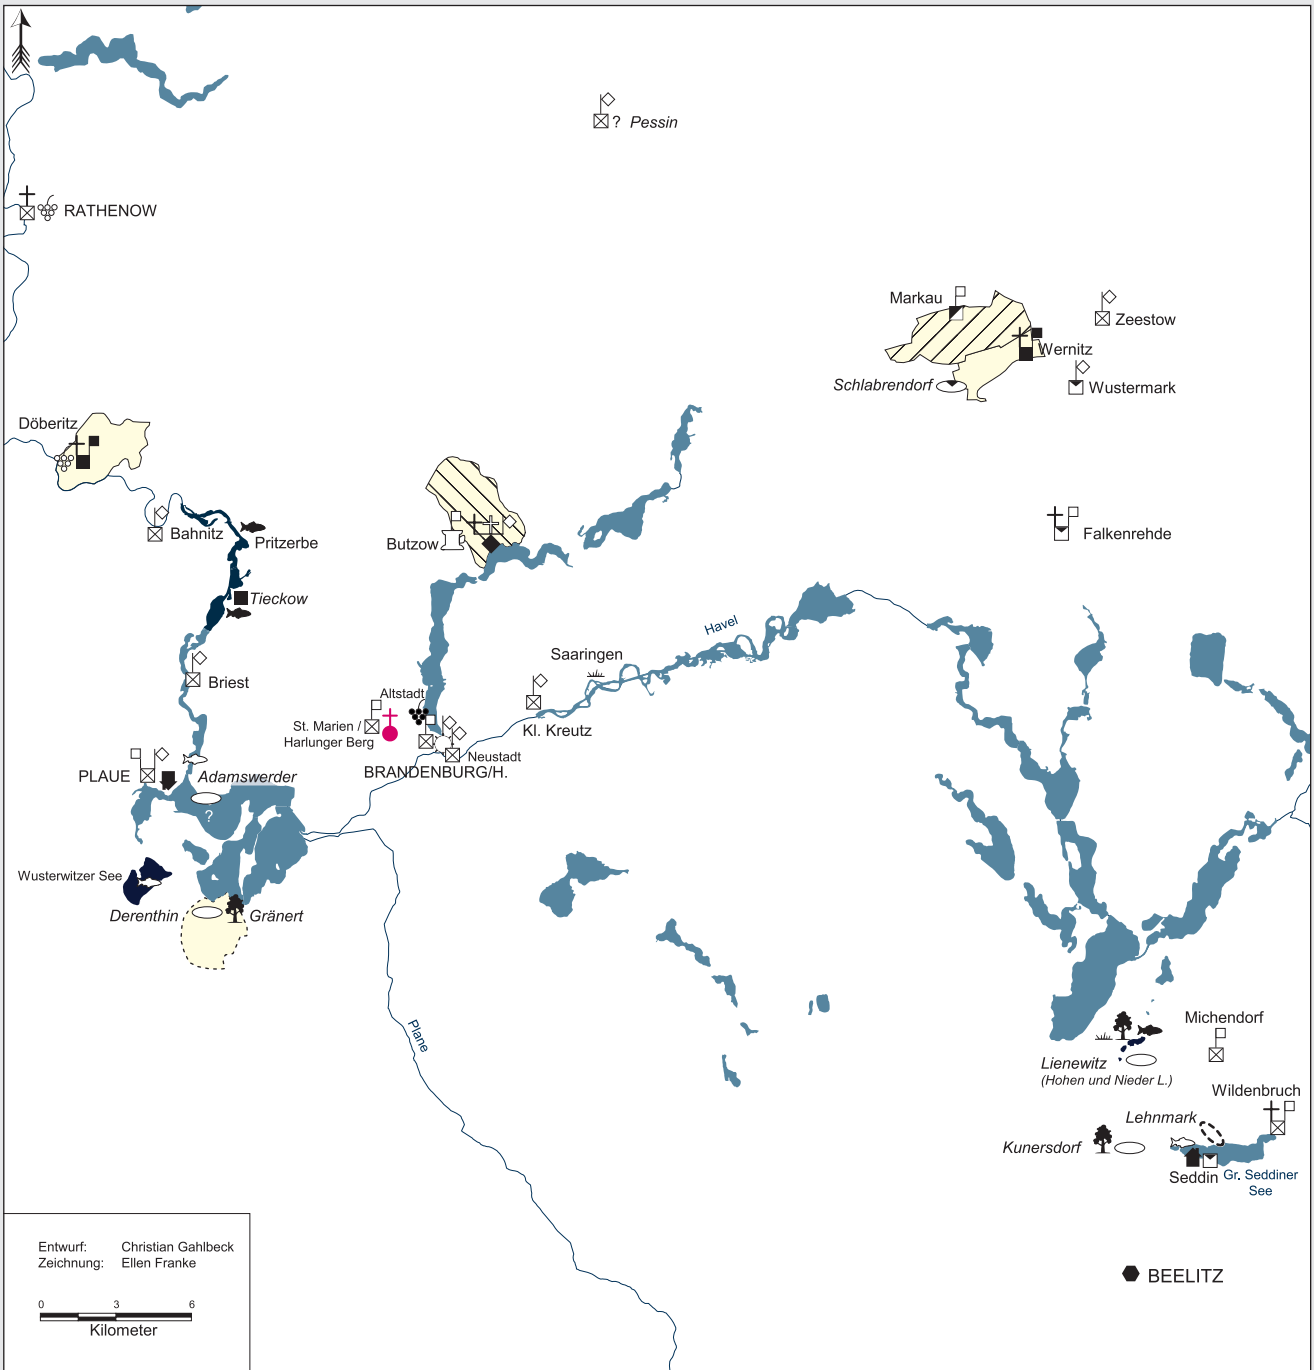 ? Pessin
RATHENOW
Markau
Zeestow
Wernitz
Schlabrendorf
Wustermark
Döberitz
Bahnitz
Pritzerbe
Butzow
Falkenrehde
Tieckow
Havel
Saaringen
Briest
Altstadt
St. Marien /
Harlunger Berg
Kl. Kreutz
Neustadt
BRANDENBURG/H.
PLAUE
Adamswerder
?
Wusterwitzer See
Derenthin
Gränert
Plane
Michendorf
Lienewitz
(Hohen und Nieder L.)
Wildenbruch
Lehnmark
Kunersdorf
Seddin
Gr. Seddiner
See
BEELITZ
Entwurf: Christian Gahlbeck
Zeichnung: Ellen Franke
0 3 6
Kilometer